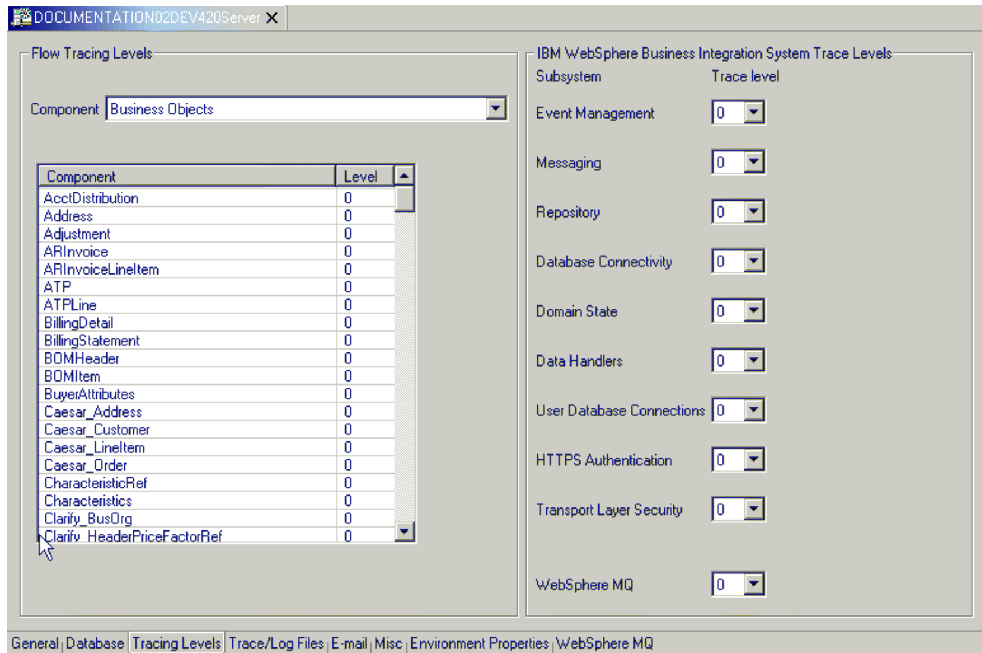 DOCUMENTATION02DEV420Server
Flow Tracing Levels
Component Business Objects
Component Level
AcctDistribution 0
Address 0
Adjustment 0
ARInvoice 0
ARInvoiceLineItem 0
ATP 0
ATPLine 0
BillingDetail 0
BillingStatement 0
BOMHeader 0
BOMItem 0
BuyerAttributes 0
Caesar_Address 0
Caesar_Customer 0
Caesar_LineItem 0
Caesar_Order 0
CharacteristicRef 0
Characteristics 0
Clarify_BusOrg 0
Clarify_HeaderPriceFactorRef 0
IBM WebSphere Business Integration System Trace Levels
Subsystem Trace level
Event Management 0
Messaging 0
Repository 0
Database Connectivity 0
Domain State 0
Data Handlers 0
User Database Connections 0
HTTPS Authentication 0
Transport Layer Security 0
WebSphere MQ 0
General Database Tracing Levels Trace/Log Files E-mail Misc Environment Properties WebSphere MQ